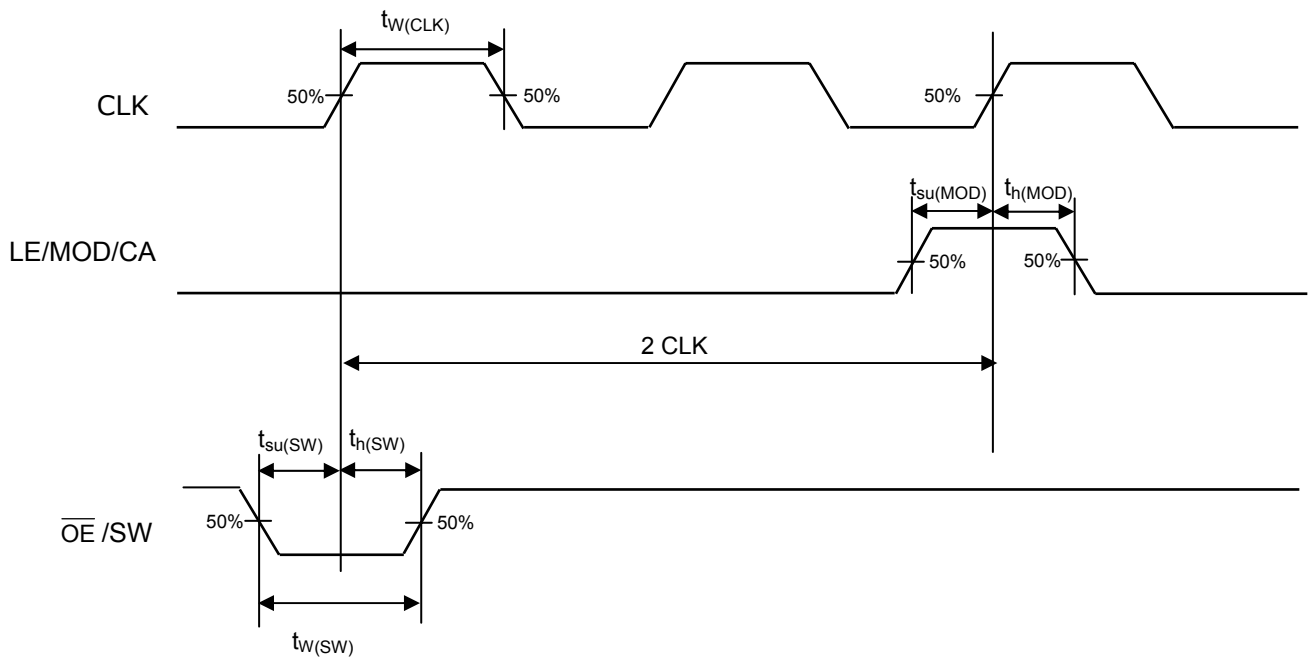 tW(CLK)
CLK
50%
50%
50%
tsu(MOD)
th(MOD)
LE/MOD/CA
50%
50%
2 CLK
tsu(SW)
th(SW)
O̅E̅ /SW
50%
50%
tW(SW)